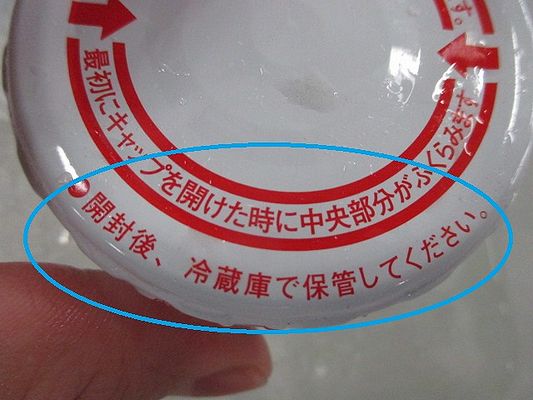 最初にキャップを開けた時に中央部分がふくらみます
す。
●開封後、冷蔵庫で保管してください。